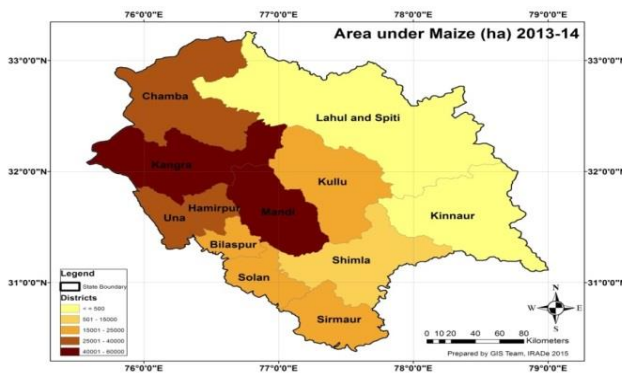 Area under Maize (ha) 2013-14
76°0'0"E 77°0'0"E 78°0'0"E 79°0'0"E
33°0'0"N 33°0'0"N
Chamba
Lahul and Spiti
32°0'0"N Kangra 32°0'0"N
Kullu
Kinnaur
Hamirpur Mandi
Una
Bilaspur
Shimla
31°0'0"N 31°0'0"N
Solan
Sirmaur
Legend
State Boundary
Districts
< = 500
501 - 15000
15001 - 25000
25001 - 40000
40001 - 60000
N
W E
S
0 10 20 40 60 80
Kilometers
Prepared by GIS Team, IRADe 2015
76°0'0"E 77°0'0"E 78°0'0"E 79°0'0"E